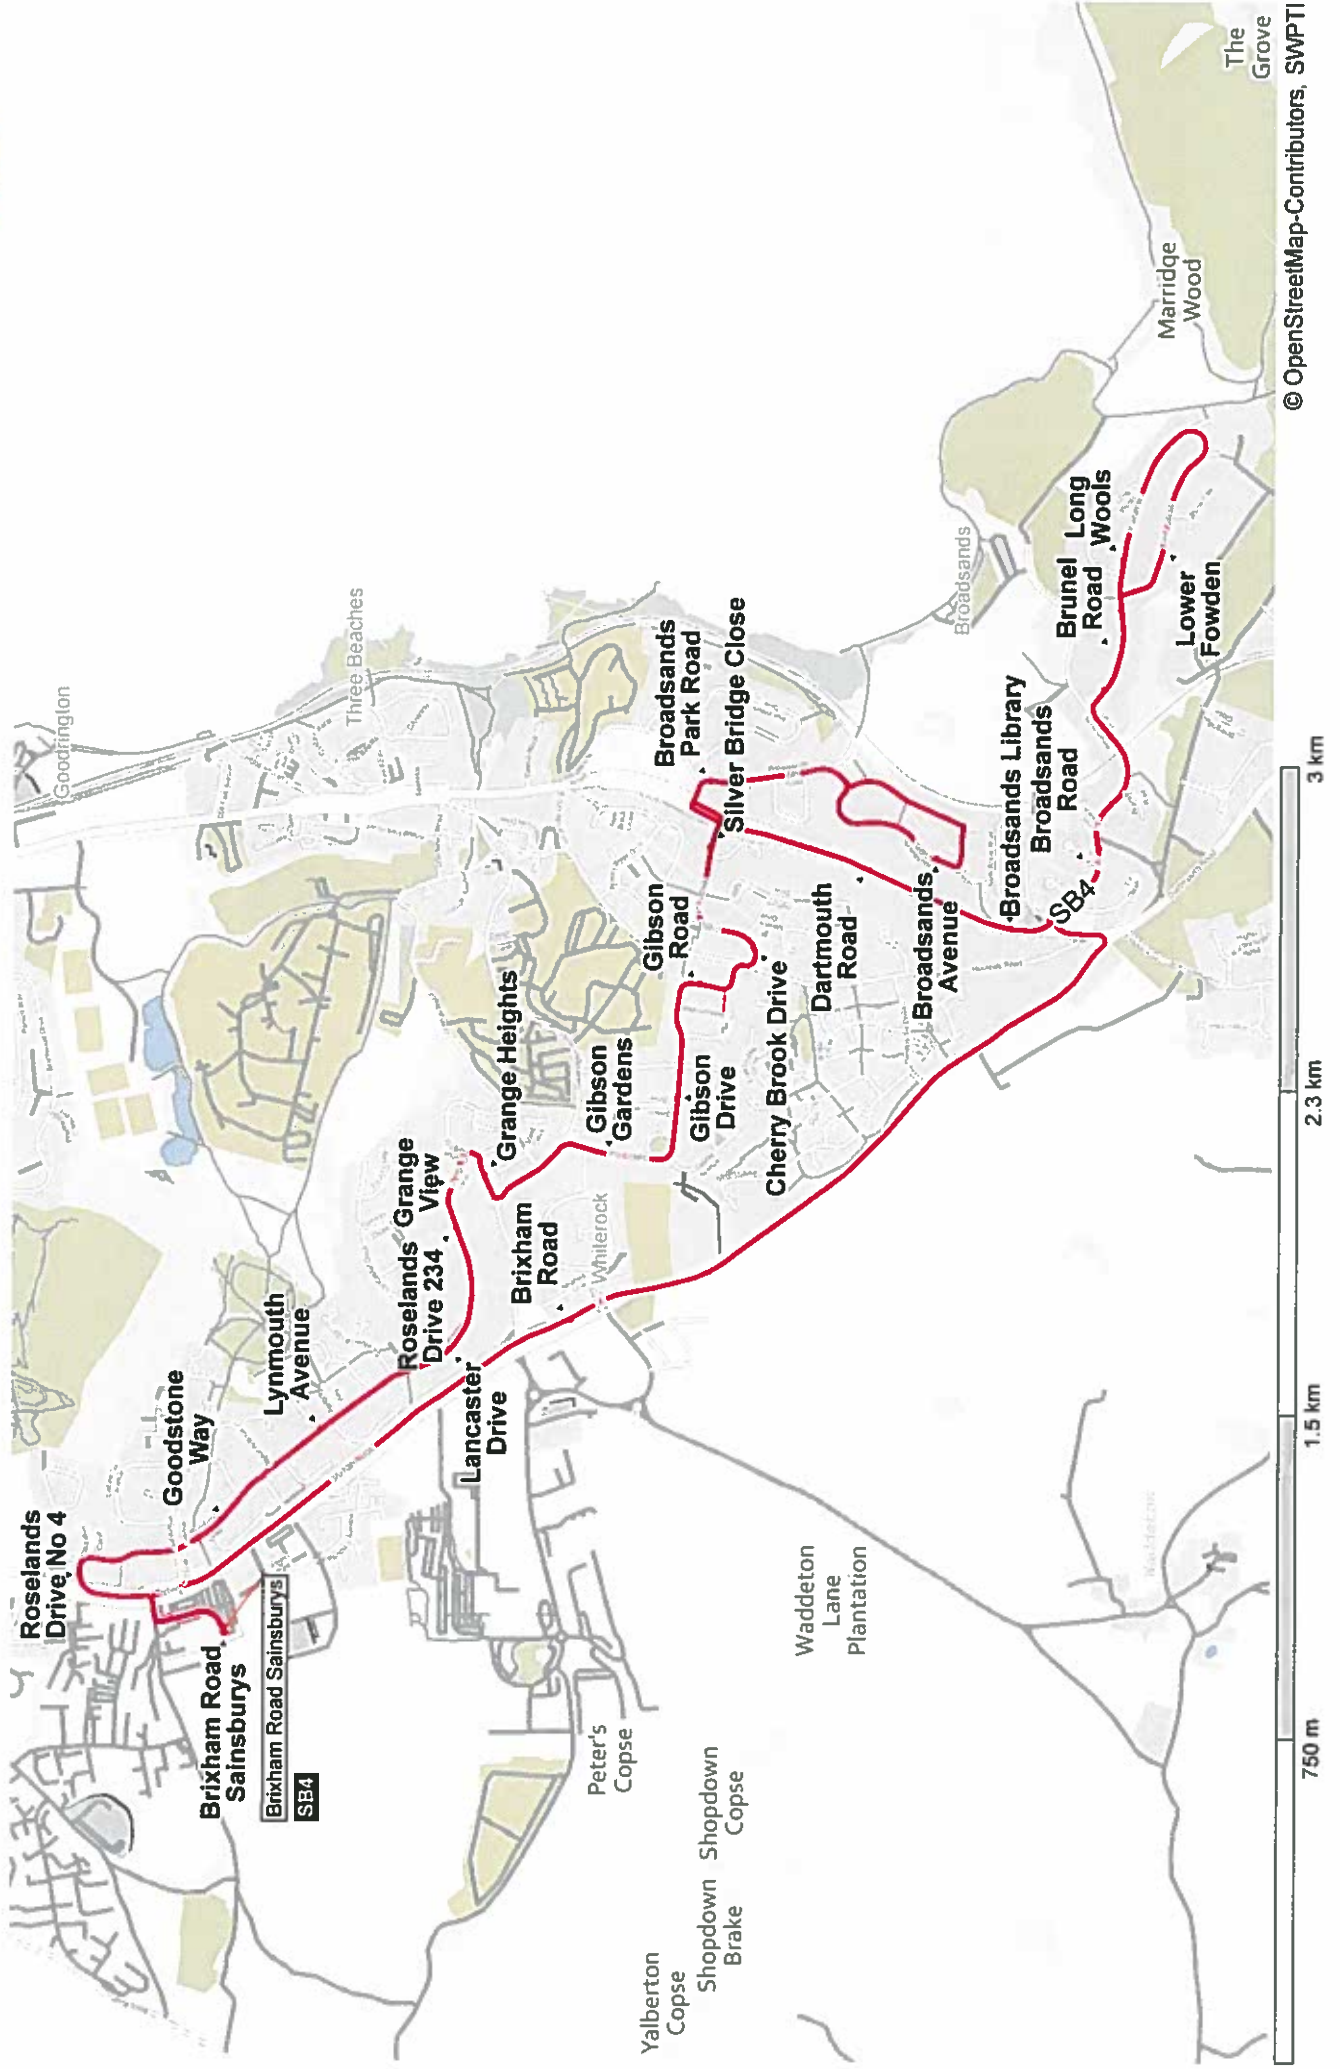 Roselands
Drive No 4
Goodstone
Way
Lynmouth
Avenue
Goodrington
Three Beaches
Brixham Road
Sainsburys
Brixham Road Sainsburys
SB4
Roselands
Drive 234
Grange
View
Lancaster
Drive
Brixham
Road
Whiterock
Grange Heights
Gibson
Gardens
Gibson
Road
Gibson
Drive
Cherry Brook Drive
Broadsands
Park Road
Silver Bridge Close
Dartmouth
Road
Broadsands
Avenue
Broadsands Library
Broadsands
Road
SB4
Broadsands
Brunel
Road
Long
Wools
Lower
Fowden
Marridge
Wood
The
Grove
Peter's
Copse
Yalberton
Copse
Shopdown
Brake
Shopdown
Copse
Waddeton
Lane
Plantation
Waddeton
750 m
1.5 km
2.3 km
3 km
© OpenStreetMap-Contributors, SWPTI